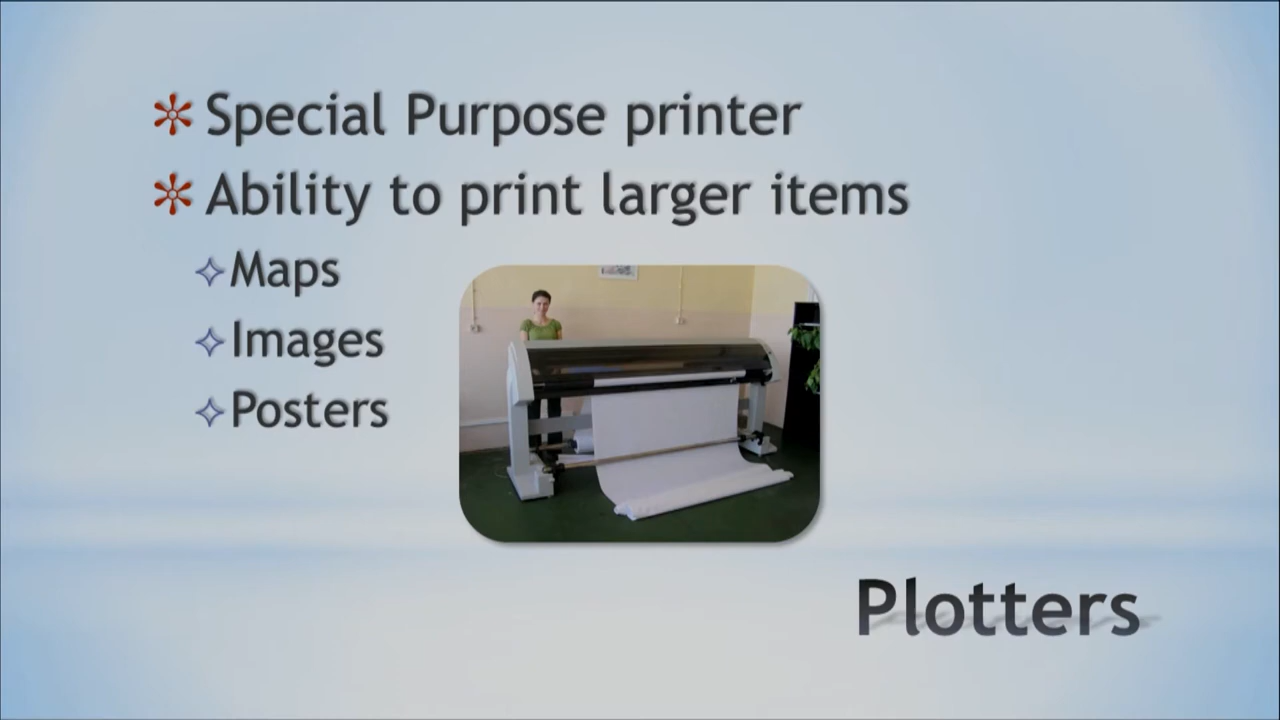 Special Purpose printer
Ability to print larger items
Maps
Images
Posters
Plotters